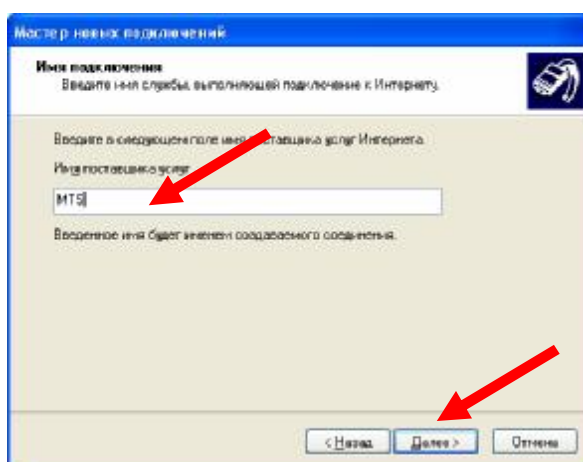 Мастер новых подключений
Имя подключения
Введите имя службы, выполняющей подключение к Интернету.
Введите в следующем поле имя поставщика услуг Интернета.
Имя поставщика услуг
MTS
Введенное имя будет именем создаваемого соединения.
< Назад
Далее >
Отмена